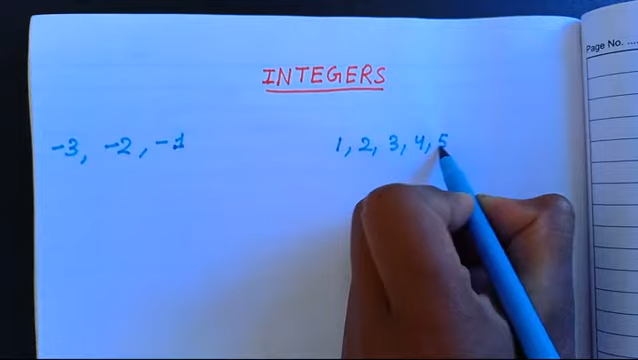 Page No. ....
INTEGERS
-3, -2, -1 1, 2, 3, 4, 5